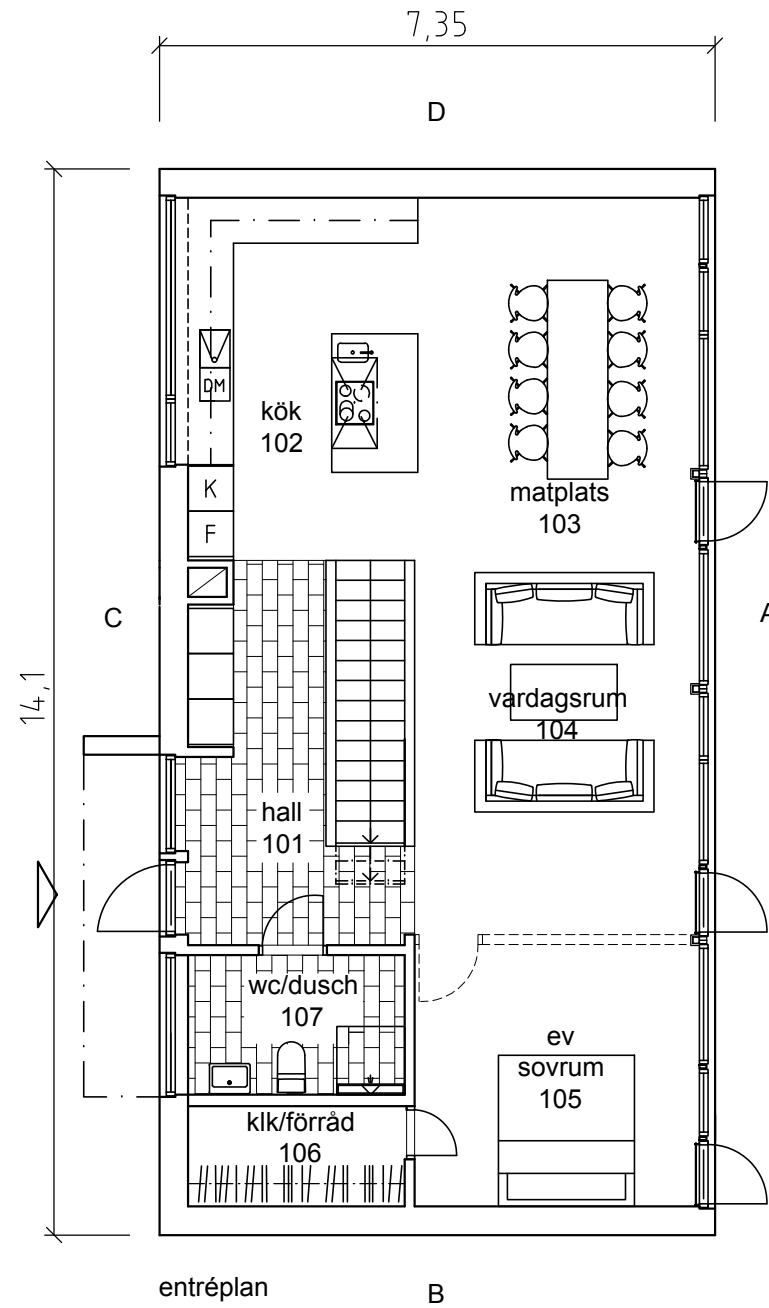 7,35
D
DM
kök
102
K
F
matplats
103
C
A
14,1
vardagsrum
104
hall
101
wc/dusch
107
ev
sovrum
105
klk/förråd
106
entréplan
B